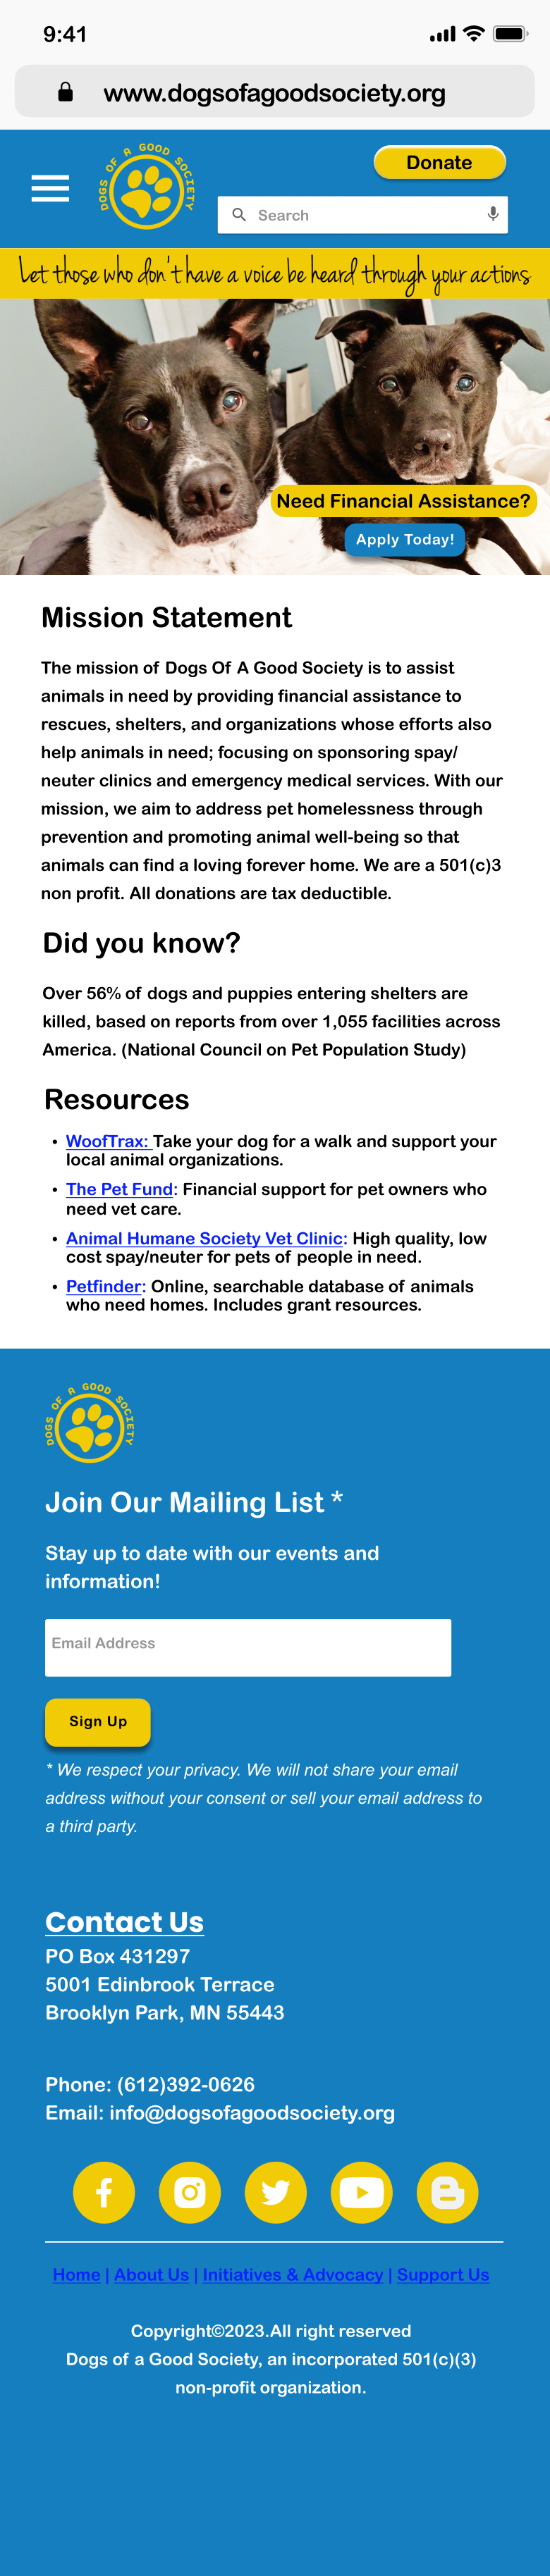 9:41
www.dogsofagoodsociety.org
DOGS OF A GOOD SOCIETY
Donate
Search
Let those who don't have a voice be heard through your actions
Need Financial Assistance?
Apply Today!
Mission Statement
The mission of Dogs Of A Good Society is to assist
animals in need by providing financial assistance to
rescues, shelters, and organizations whose efforts also
help animals in need; focusing on sponsoring spay/
neuter clinics and emergency medical services. With our
mission, we aim to address pet homelessness through
prevention and promoting animal well-being so that
animals can find a loving forever home. We are a 501(c)3
non profit. All donations are tax deductible.
Did you know?
Over 56% of dogs and puppies entering shelters are
killed, based on reports from over 1,055 facilities across
America. (National Council on Pet Population Study)
Resources
• WoofTrax: Take your dog for a walk and support your
local animal organizations.
• The Pet Fund: Financial support for pet owners who
need vet care.
• Animal Humane Society Vet Clinic: High quality, low
cost spay/neuter for pets of people in need.
• Petfinder: Online, searchable database of animals
who need homes. Includes grant resources.
DOGS OF A GOOD SOCIETY
Join Our Mailing List *
Stay up to date with our events and
information!
Email Address
Sign Up
* We respect your privacy. We will not share your email
address without your consent or sell your email address to
a third party.
Contact Us
PO Box 431297
5001 Edinbrook Terrace
Brooklyn Park, MN 55443
Phone: (612)392-0626
Email: info@dogsofagoodsociety.org
Home | About Us | Initiatives & Advocacy | Support Us
Copyright©2023.All right reserved
Dogs of a Good Society, an incorporated 501(c)(3)
non-profit organization.